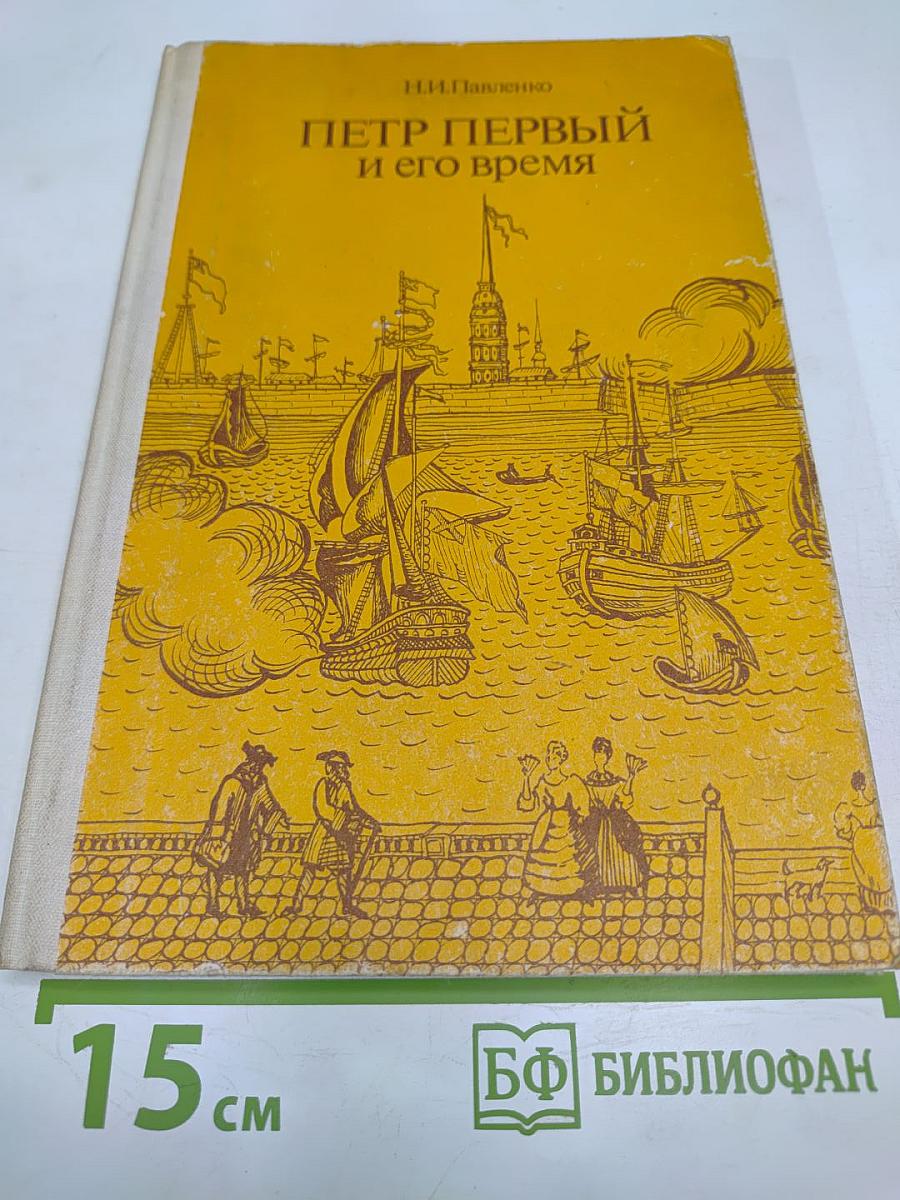 Н.И.Павленко
ПЕТР ПЕРВЫЙ
и его время
15 см
БФ БИБЛИОФАН